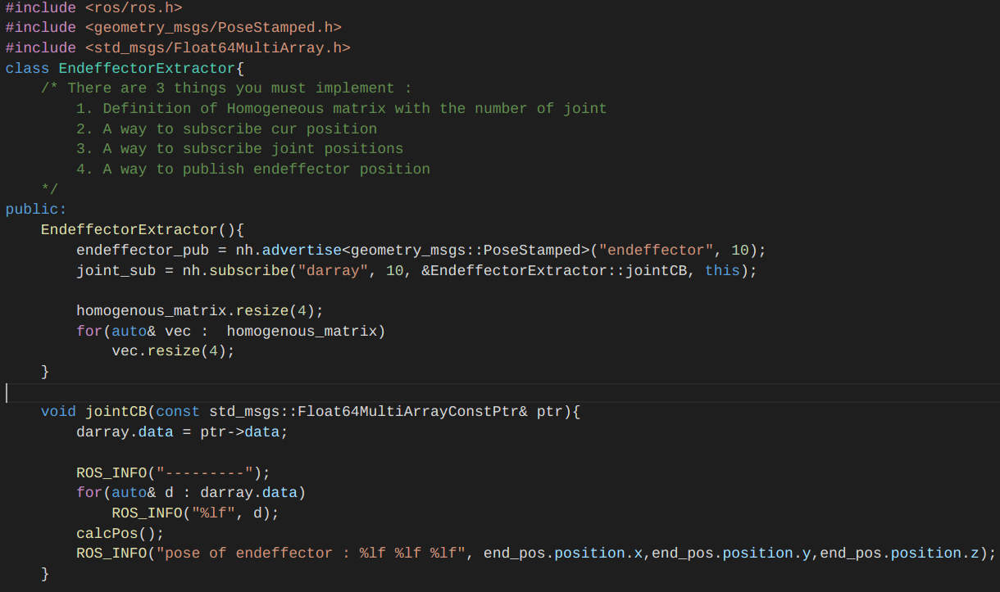 #include <ros/ros.h>
#include <geometry_msgs/PoseStamped.h>
#include <std_msgs/Float64MultiArray.h>
class EndeffectorExtractor{
    /* There are 3 things you must implement :
        1. Definition of Homogeneous matrix with the number of joint
        2. A way to subscribe cur position
        3. A way to subscribe joint positions
        4. A way to publish endeffector position
    */
public:
    EndeffectorExtractor(){
        endeffector_pub = nh.advertise<geometry_msgs::PoseStamped>("endeffector", 10);
        joint_sub = nh.subscribe("darray", 10, &EndeffectorExtractor::jointCB, this);

        homogenous_matrix.resize(4);
        for(auto& vec :  homogenous_matrix)
            vec.resize(4);
    }

    void jointCB(const std_msgs::Float64MultiArrayConstPtr& ptr){
        darray.data = ptr->data;

        ROS_INFO("---------");
        for(auto& d : darray.data)
            ROS_INFO("%lf", d);
        calcPos();
        ROS_INFO("pose of endeffector : %lf %lf %lf", end_pos.position.x,end_pos.position.y,end_pos.position.z);
    }